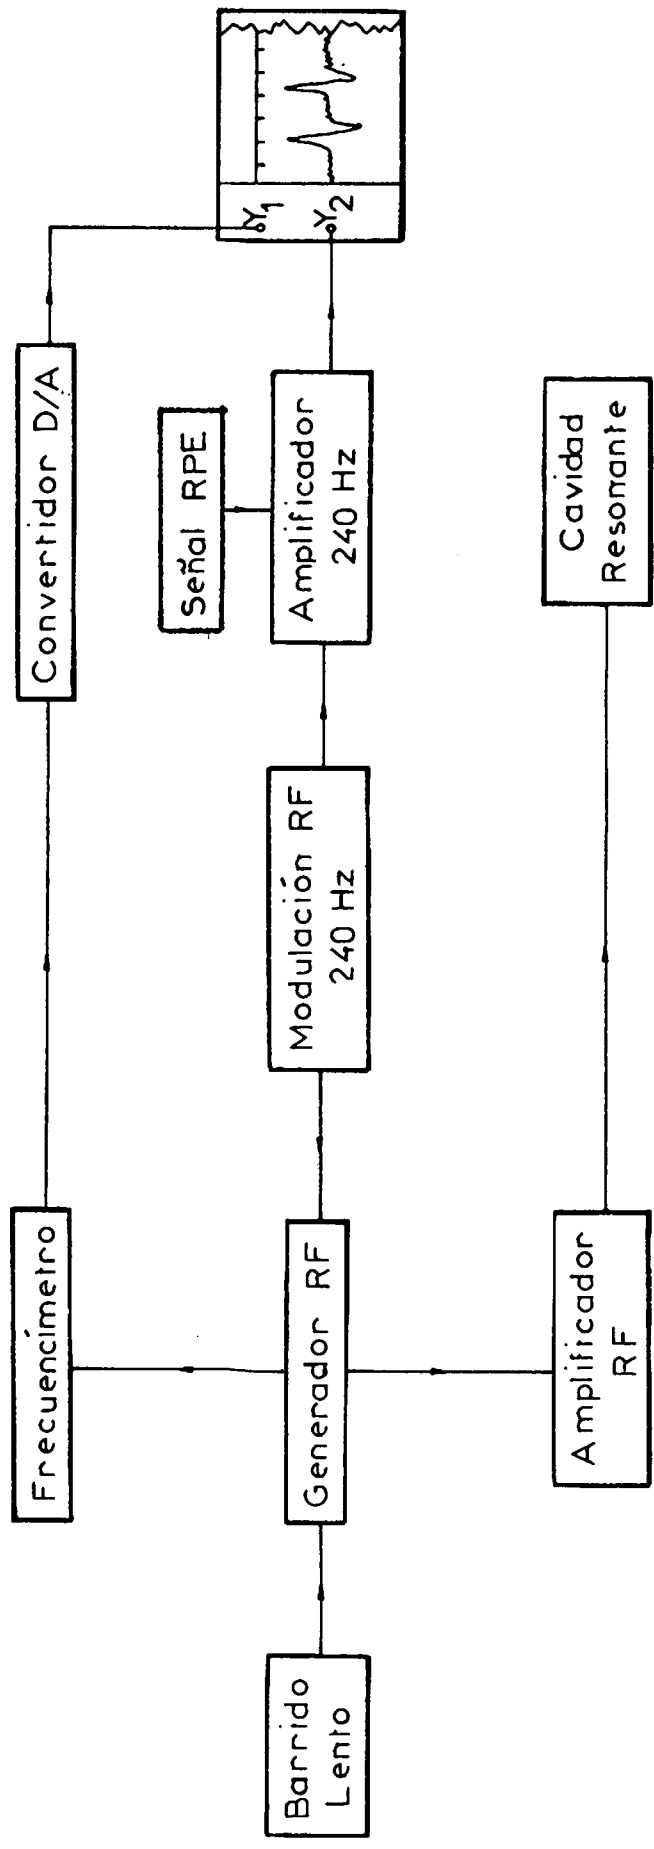 Frecuencímetro
Convertidor D/A
Y1
Y2
Señal RPE
Barrido
Lento
Generador RF
Modulación RF
240 Hz
Amplificador
240 Hz
Amplificador
RF
Cavidad
Resonante